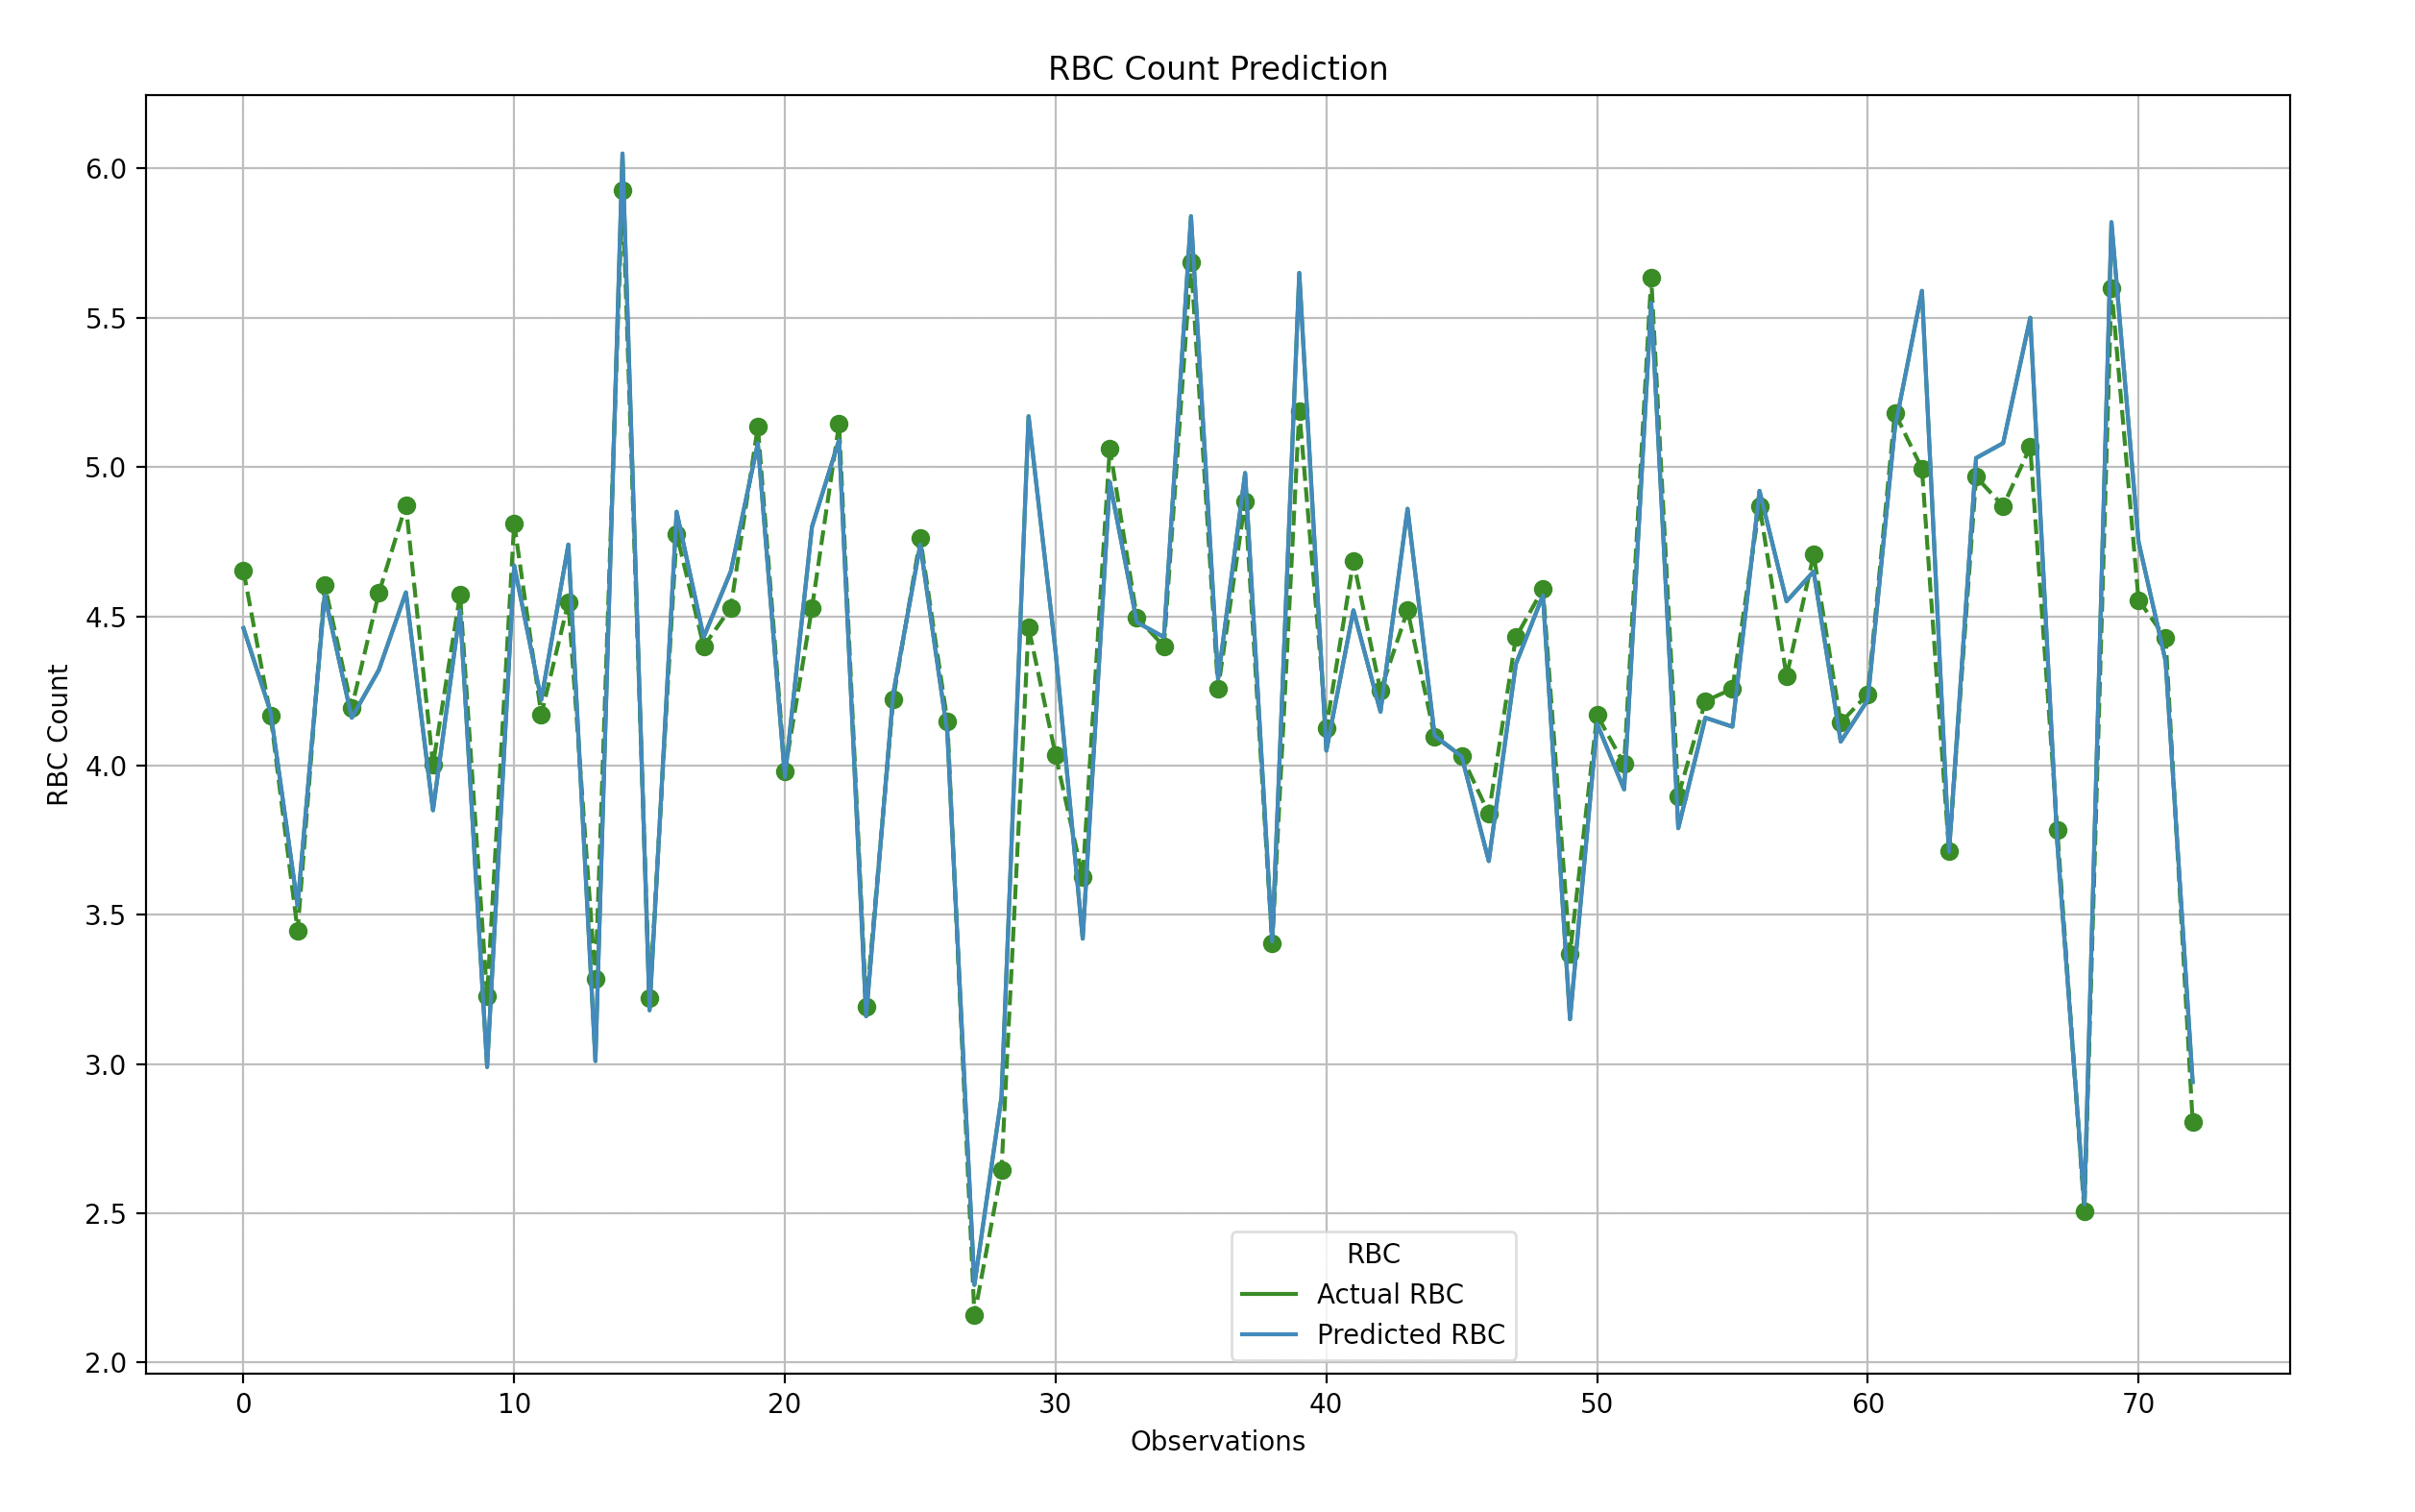 RBC Count Prediction
6.0
5.5
5.0
4.5
4.0
3.5
3.0
2.5
2.0
RBC Count
RBC
Actual RBC
Predicted RBC
0 10 20 30 40 50 60 70
Observations